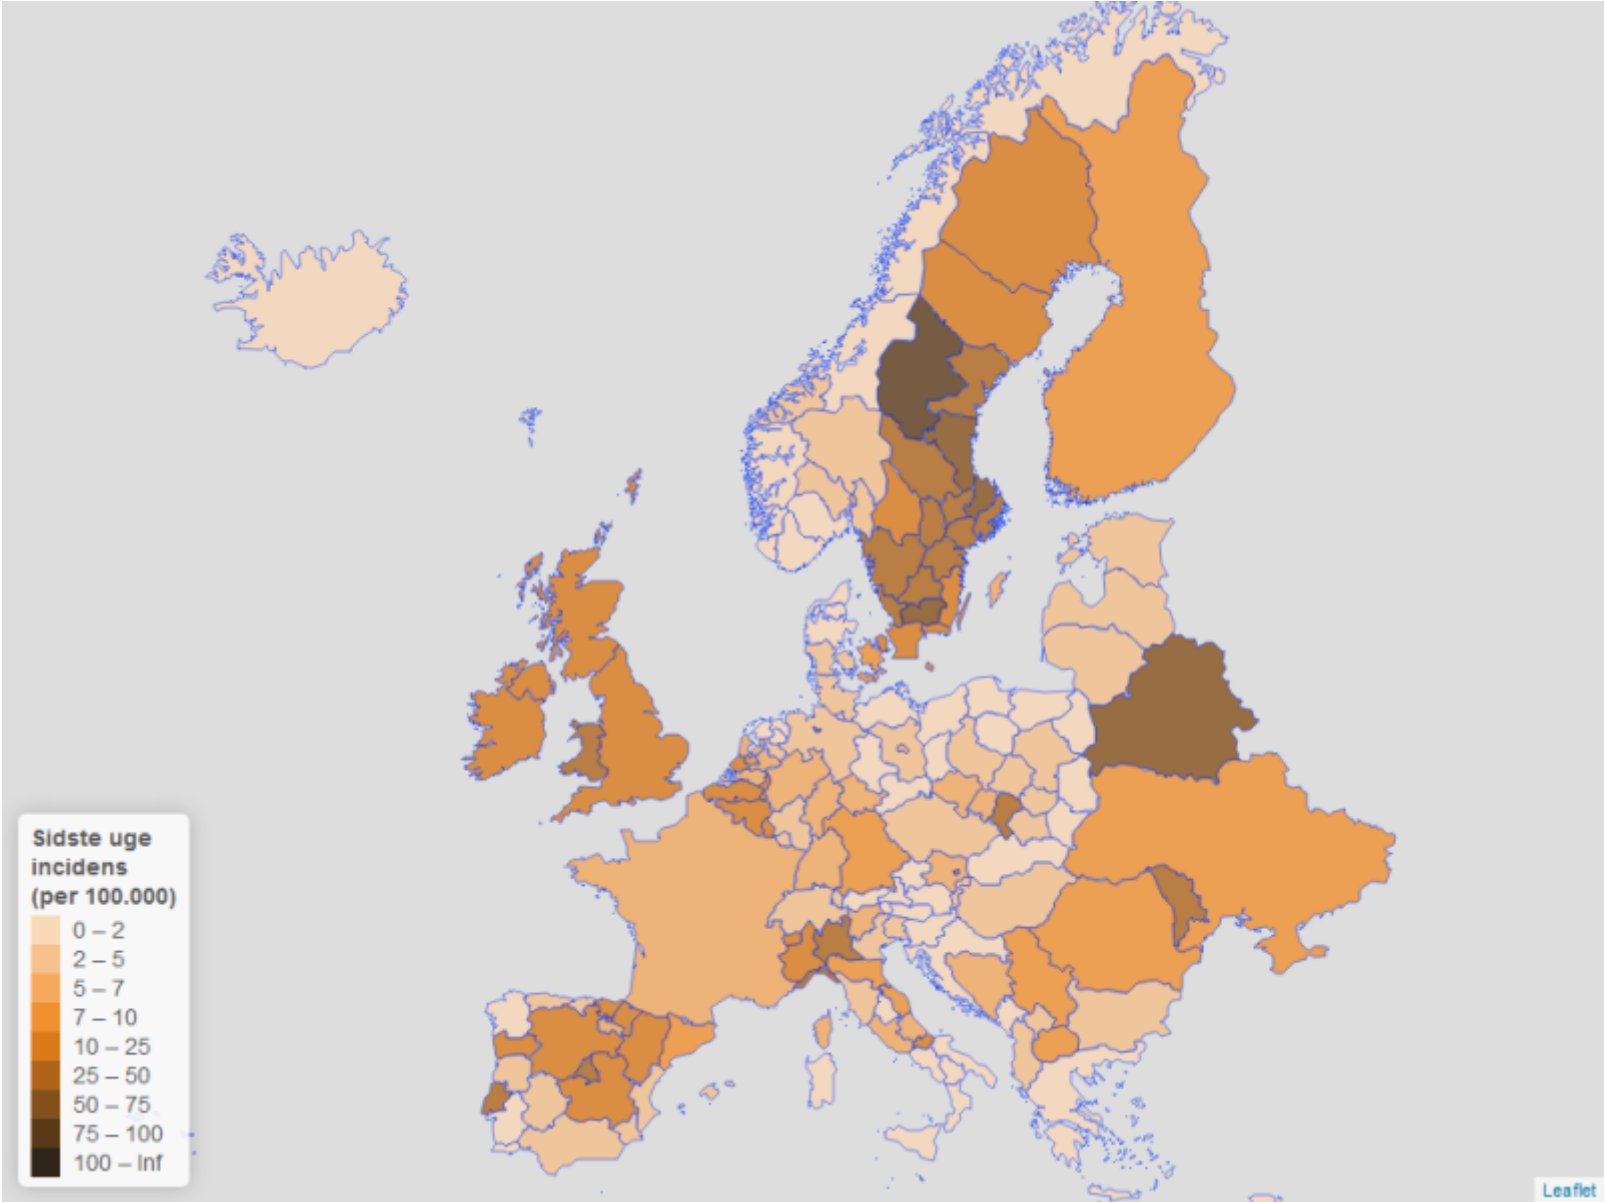 Sidste uge
incidens
(per 100.000)
0 – 2
2 – 5
5 – 7
7 – 10
10 – 25
25 – 50
50 – 75
75 – 100
100 – Inf
Leaflet